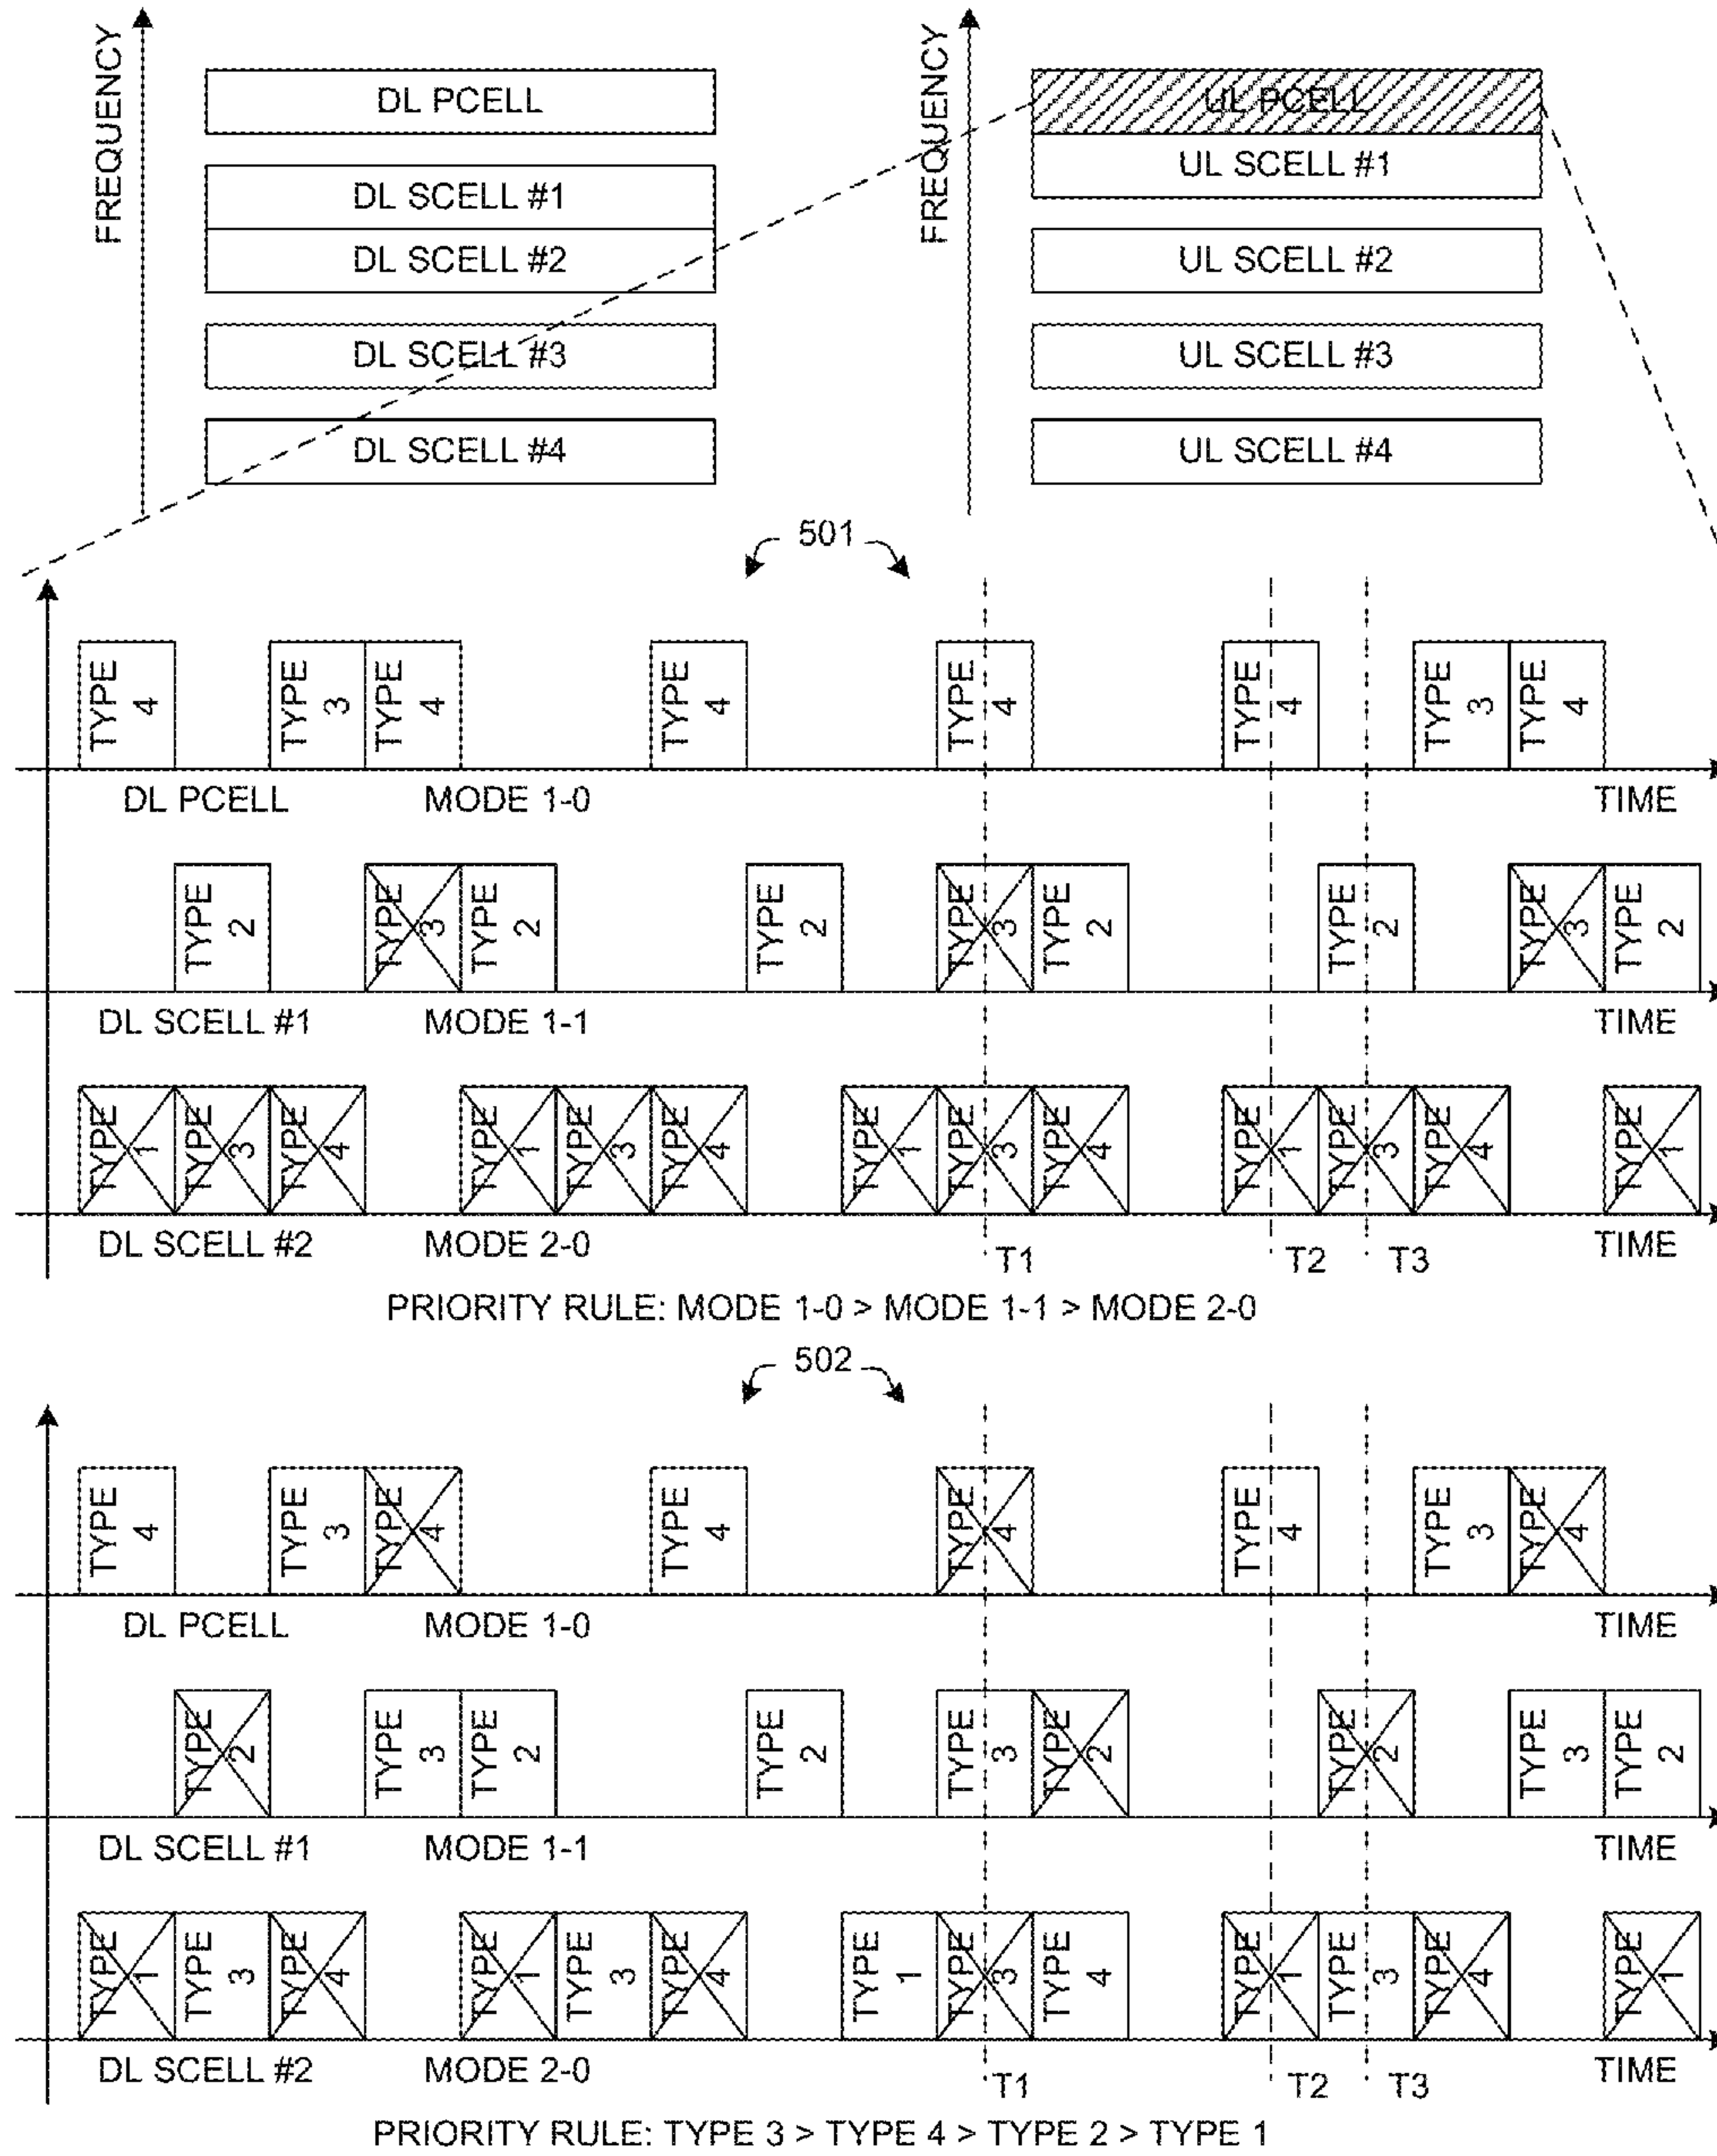 FREQUENCY
DL PCELL
DL SCELL #1
DL SCELL #2
DL SCELL #3
DL SCELL #4
FREQUENCY
UL PCELL
UL SCELL #1
UL SCELL #2
UL SCELL #3
UL SCELL #4
501
TYPE 4
TYPE 3
TYPE 4
TYPE 4
TYPE 4
TYPE 4
TYPE 3
TYPE 4
DL PCELL MODE 1-0 TIME
TYPE 2
TYPE 3
TYPE 2
TYPE 2
TYPE 3
TYPE 2
TYPE 2
TYPE 3
TYPE 2
DL SCELL #1 MODE 1-1 TIME
TYPE 1
TYPE 3
TYPE 4
TYPE 1
TYPE 3
TYPE 4
TYPE 1
TYPE 3
TYPE 4
TYPE 1
TYPE 3
TYPE 4
TYPE 1
DL SCELL #2 MODE 2-0 T1 T2 T3 TIME
PRIORITY RULE: MODE 1-0 > MODE 1-1 > MODE 2-0
502
TYPE 4
TYPE 3
TYPE 4
TYPE 4
TYPE 4
TYPE 4
TYPE 3
TYPE 4
DL PCELL MODE 1-0 TIME
TYPE 2
TYPE 3
TYPE 2
TYPE 2
TYPE 3
TYPE 2
TYPE 2
TYPE 3
TYPE 2
DL SCELL #1 MODE 1-1 TIME
TYPE 1
TYPE 3
TYPE 4
TYPE 1
TYPE 3
TYPE 4
TYPE 1
TYPE 3
TYPE 4
TYPE 1
TYPE 3
TYPE 4
TYPE 1
DL SCELL #2 MODE 2-0 T1 T2 T3 TIME
PRIORITY RULE: TYPE 3 > TYPE 4 > TYPE 2 > TYPE 1